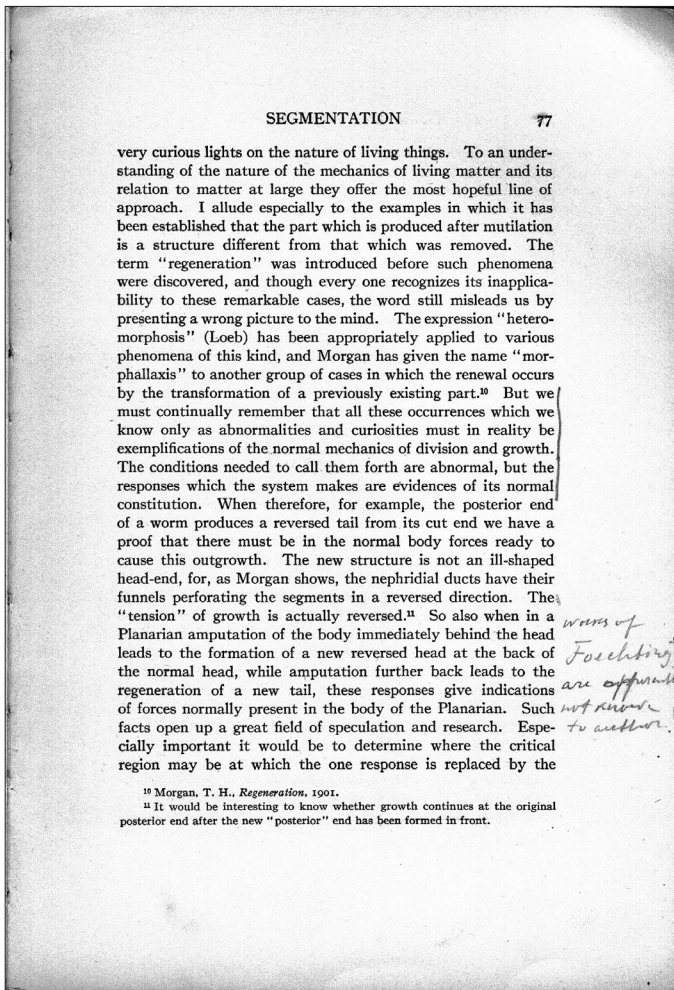 SEGMENTATION 77
very curious lights on the nature of living things. To an under-
standing of the nature of the mechanics of living matter and its
relation to matter at large they offer the most hopeful line of
approach. I allude especially to the examples in which it has
been established that the part which is produced after mutilation
is a structure different from that which was removed. The
term "regeneration" was introduced before such phenomena
were discovered, and though every one recognizes its inapplica-
bility to these remarkable cases, the word still misleads us by
presenting a wrong picture to the mind. The expression "hetero-
morphosis" (Loeb) has been appropriately applied to various
phenomena of this kind, and Morgan has given the name "mor-
phallaxis" to another group of cases in which the renewal occurs
by the transformation of a previously existing part.¹⁰ But we
must continually remember that all these occurrences which we
know only as abnormalities and curiosities must in reality be
exemplifications of the normal mechanics of division and growth.
The conditions needed to call them forth are abnormal, but the
responses which the system makes are evidences of its normal
constitution. When therefore, for example, the posterior end
of a worm produces a reversed tail from its cut end we have a
proof that there must be in the normal body forces ready to
cause this outgrowth. The new structure is not an ill-shaped
head-end, for, as Morgan shows, the nephridial ducts have their
funnels perforating the segments in a reversed direction. The
"tension" of growth is actually reversed.¹¹ So also when in a
Planarian amputation of the body immediately behind the head
leads to the formation of a new reversed head at the back of
the normal head, while amputation further back leads to the
regeneration of a new tail, these responses give indications
of forces normally present in the body of the Planarian. Such
facts open up a great field of speculation and research. Espe-
cially important it would be to determine where the critical
region may be at which the one response is replaced by the
works of
Foechting
are apparently
not known
to author.
¹⁰ Morgan, T. H., Regeneration, 1901.
¹¹ It would be interesting to know whether growth continues at the original
posterior end after the new "posterior" end has been formed in front.